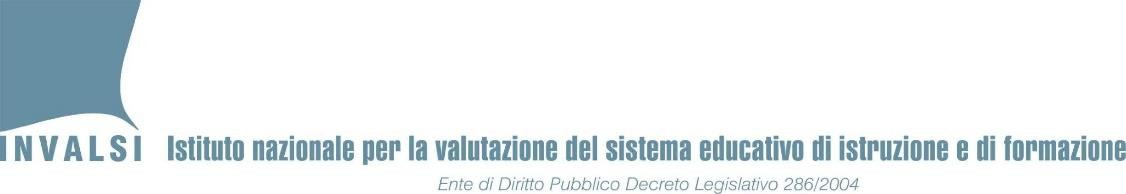 INVALSI Istituto nazionale per la valutazione del sistema educativo di istruzione e di formazione
Ente di Diritto Pubblico Decreto Legislativo 286/2004